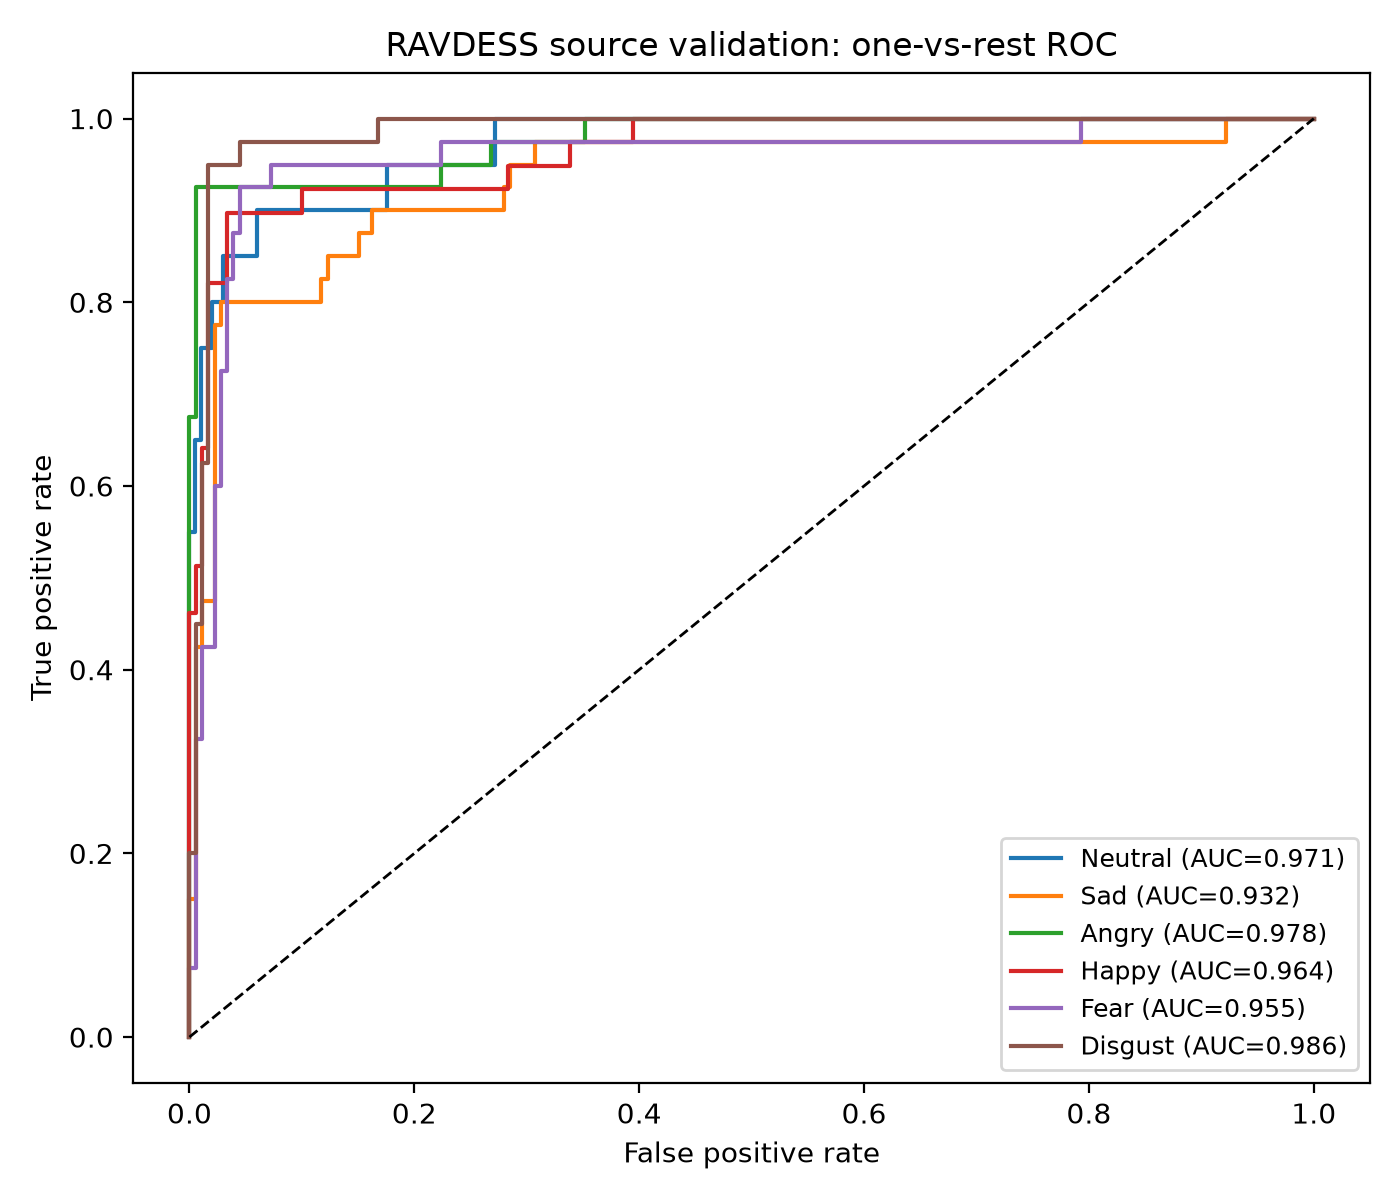 RAVDESS source validation: one-vs-rest ROC
1.0
0.8
0.6
0.4
0.2
0.0
True positive rate
Neutral (AUC=0.971)
Sad (AUC=0.932)
Angry (AUC=0.978)
Happy (AUC=0.964)
Fear (AUC=0.955)
Disgust (AUC=0.986)
0.0 0.2 0.4 0.6 0.8 1.0
False positive rate